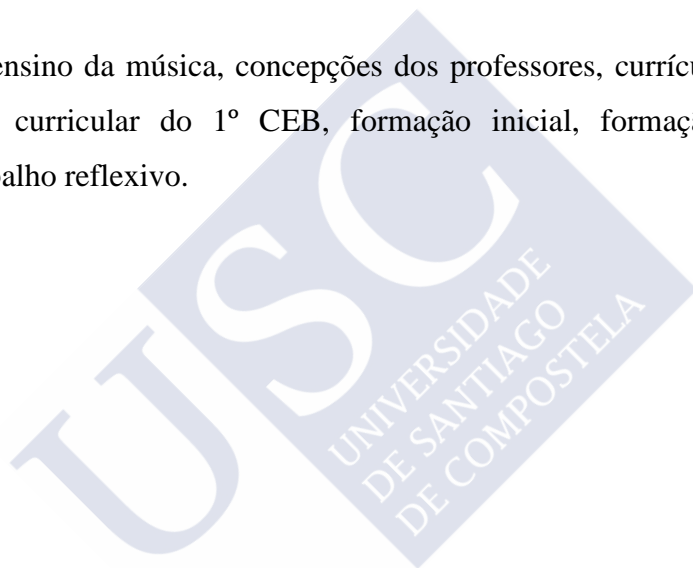 ensino da música, concepções dos professores, currícu
curricular do 1º CEB, formação inicial, formaç
balho reflexivo.
USC
UNIVERSIDADE
DE SANTIAGO
DE COMPOSTELA